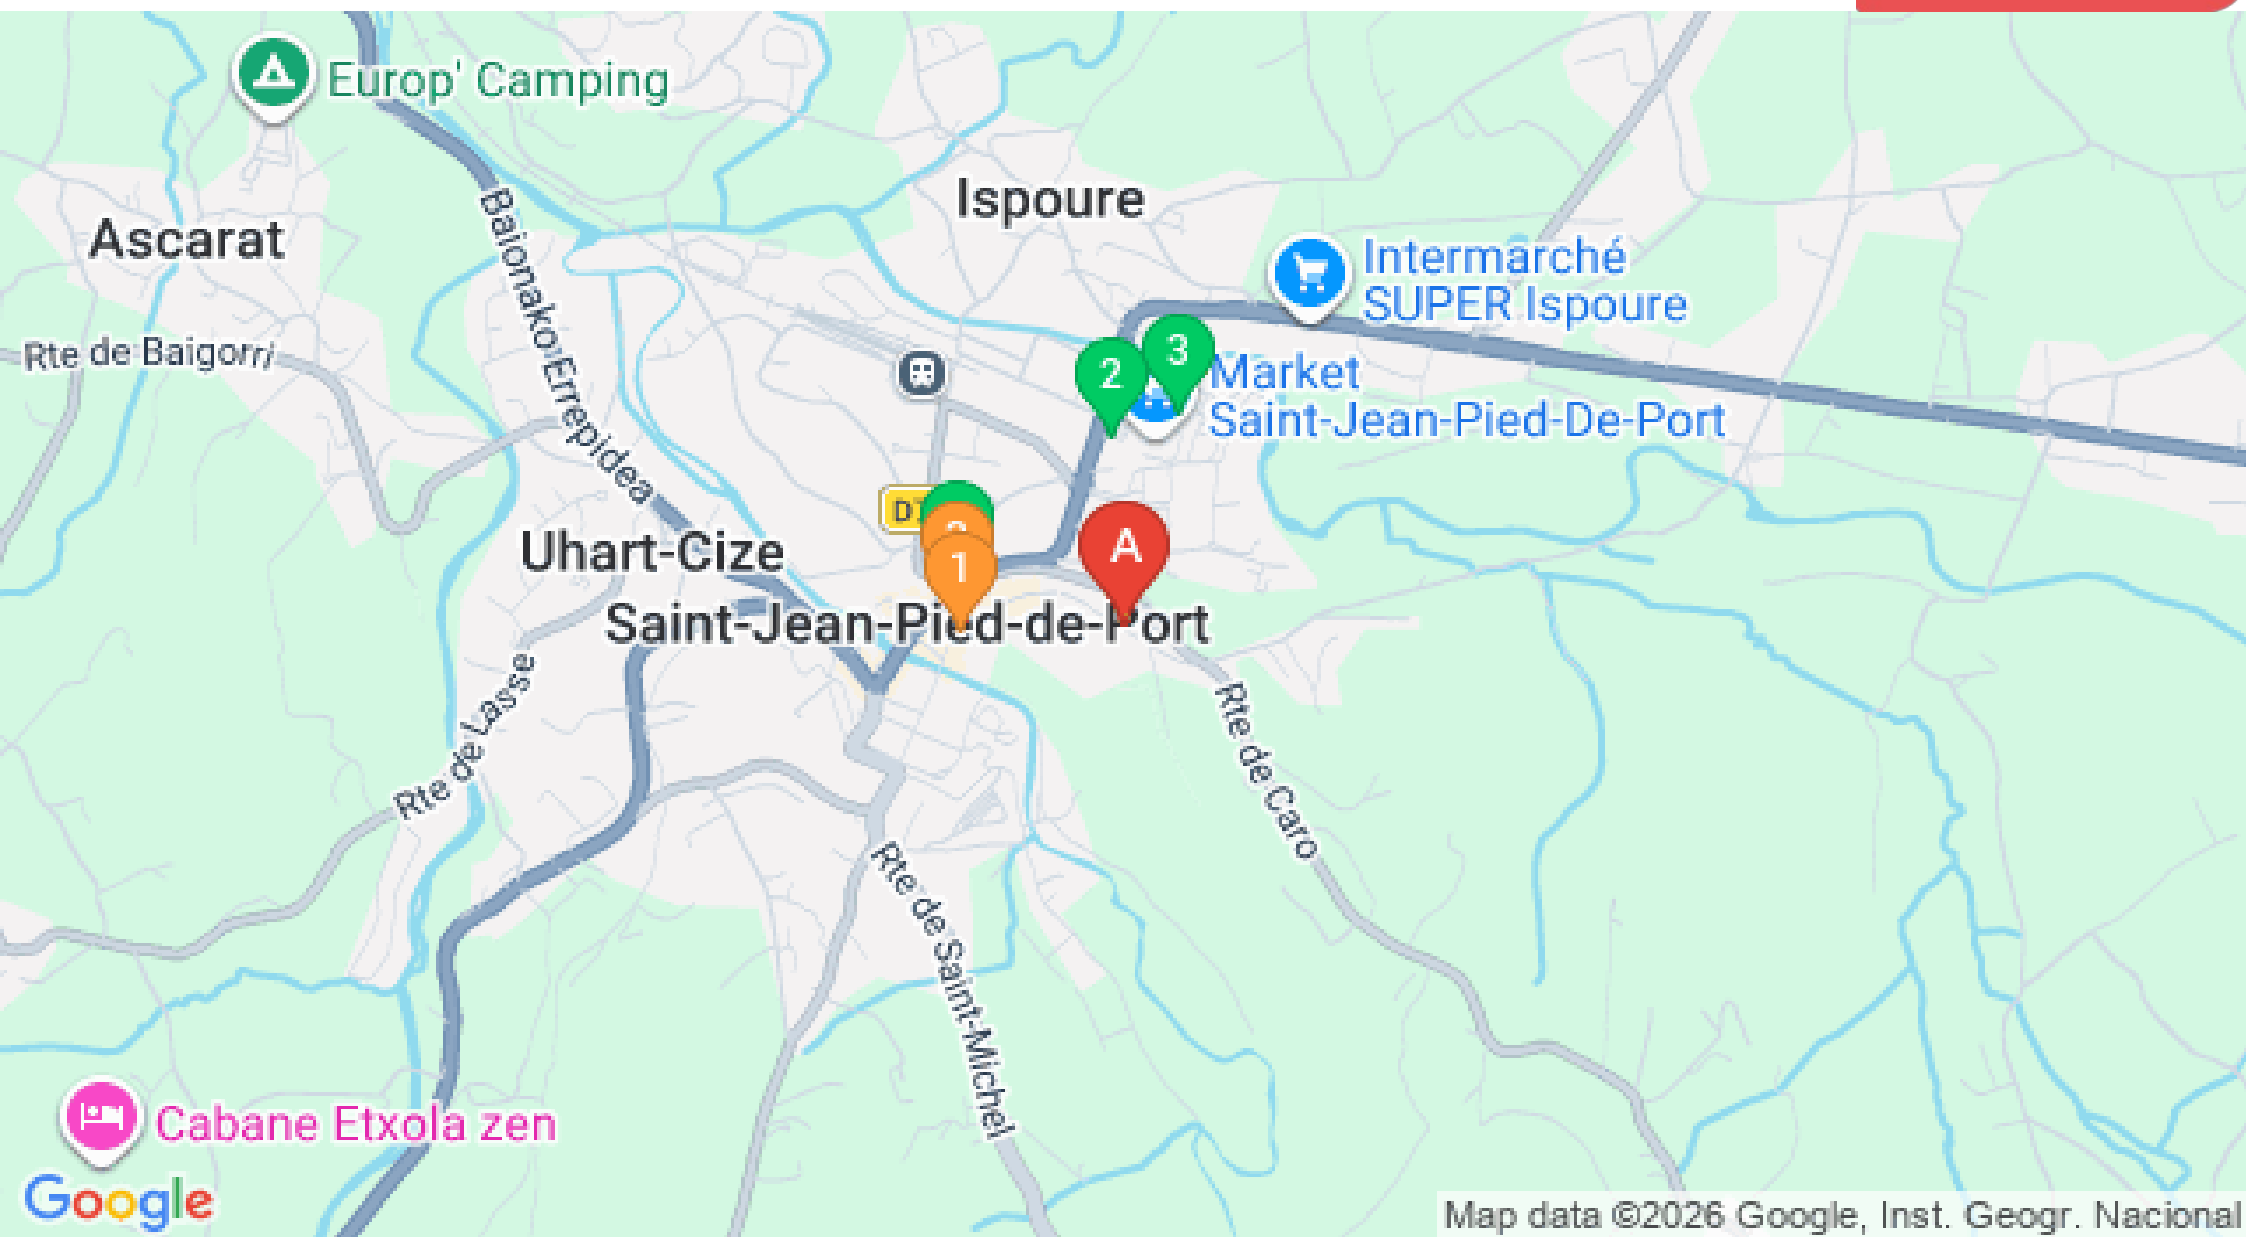 Europ' Camping
Ispoure
Ascarat
Baionako Errepidea
Intermarché
SUPER Ispoure
Rte de Baigorri
3
2
Market
Saint-Jean-Pied-De-Port
A
Uhart-Cize
1
Saint-Jean-Pied-de-Port
Rte de Lasse
Rte de Caro
Rte de Saint-Michel
Cabane Etxola zen
Google
Map data ©2026 Google, Inst. Geogr. Nacional